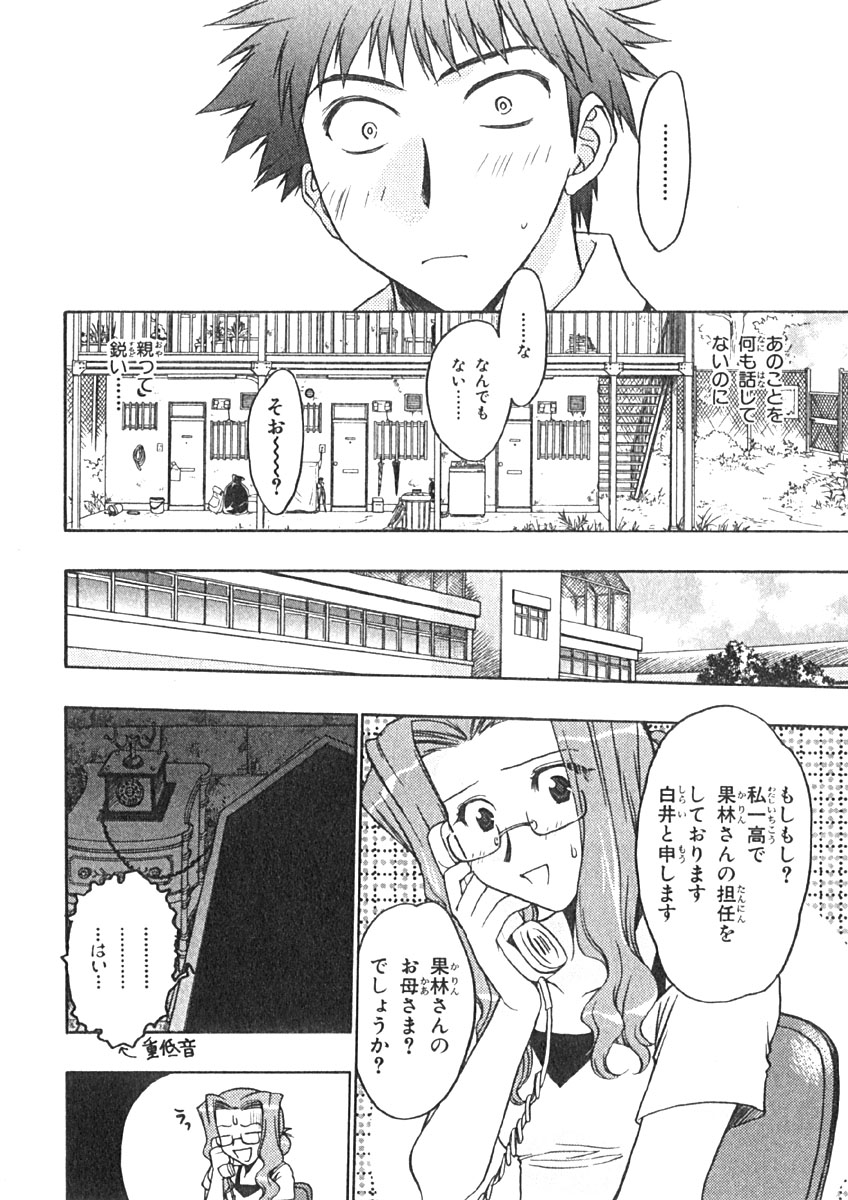 ………
あのことを
何も話して
ないのに
……な
なんでも
ない……
そお〜〜〜?
親って
鋭い……
もしもし?
私一高で
果林さんの担任を
しております
白井と申します
果林さんの
お母さま?
でしょうか?
………
………
…はい…
重低音
うっ